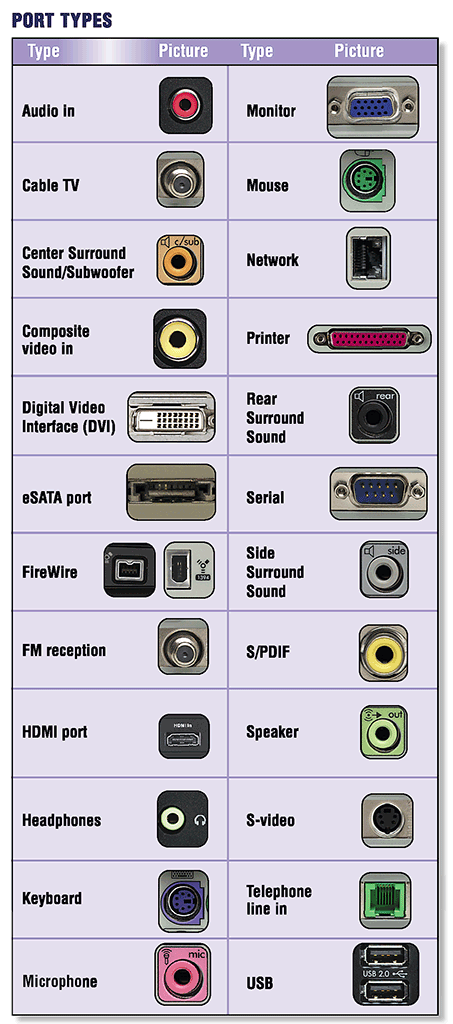 PORT TYPES
Type Picture Type Picture
Audio in
Monitor
Cable TV
Mouse
Center Surround
Sound/Subwoofer
c/sub
Network
Composite
video in
Printer
Digital Video
Interface (DVI)
Rear
Surround
Sound
rear
eSATA port
Serial
FireWire
1394
Side
Surround
Sound
side
FM reception
S/PDIF
HDMI port
HDMI in
Speaker
out
Headphones
S-video
Keyboard
Telephone
line in
Microphone
mic
USB
USB 2.0